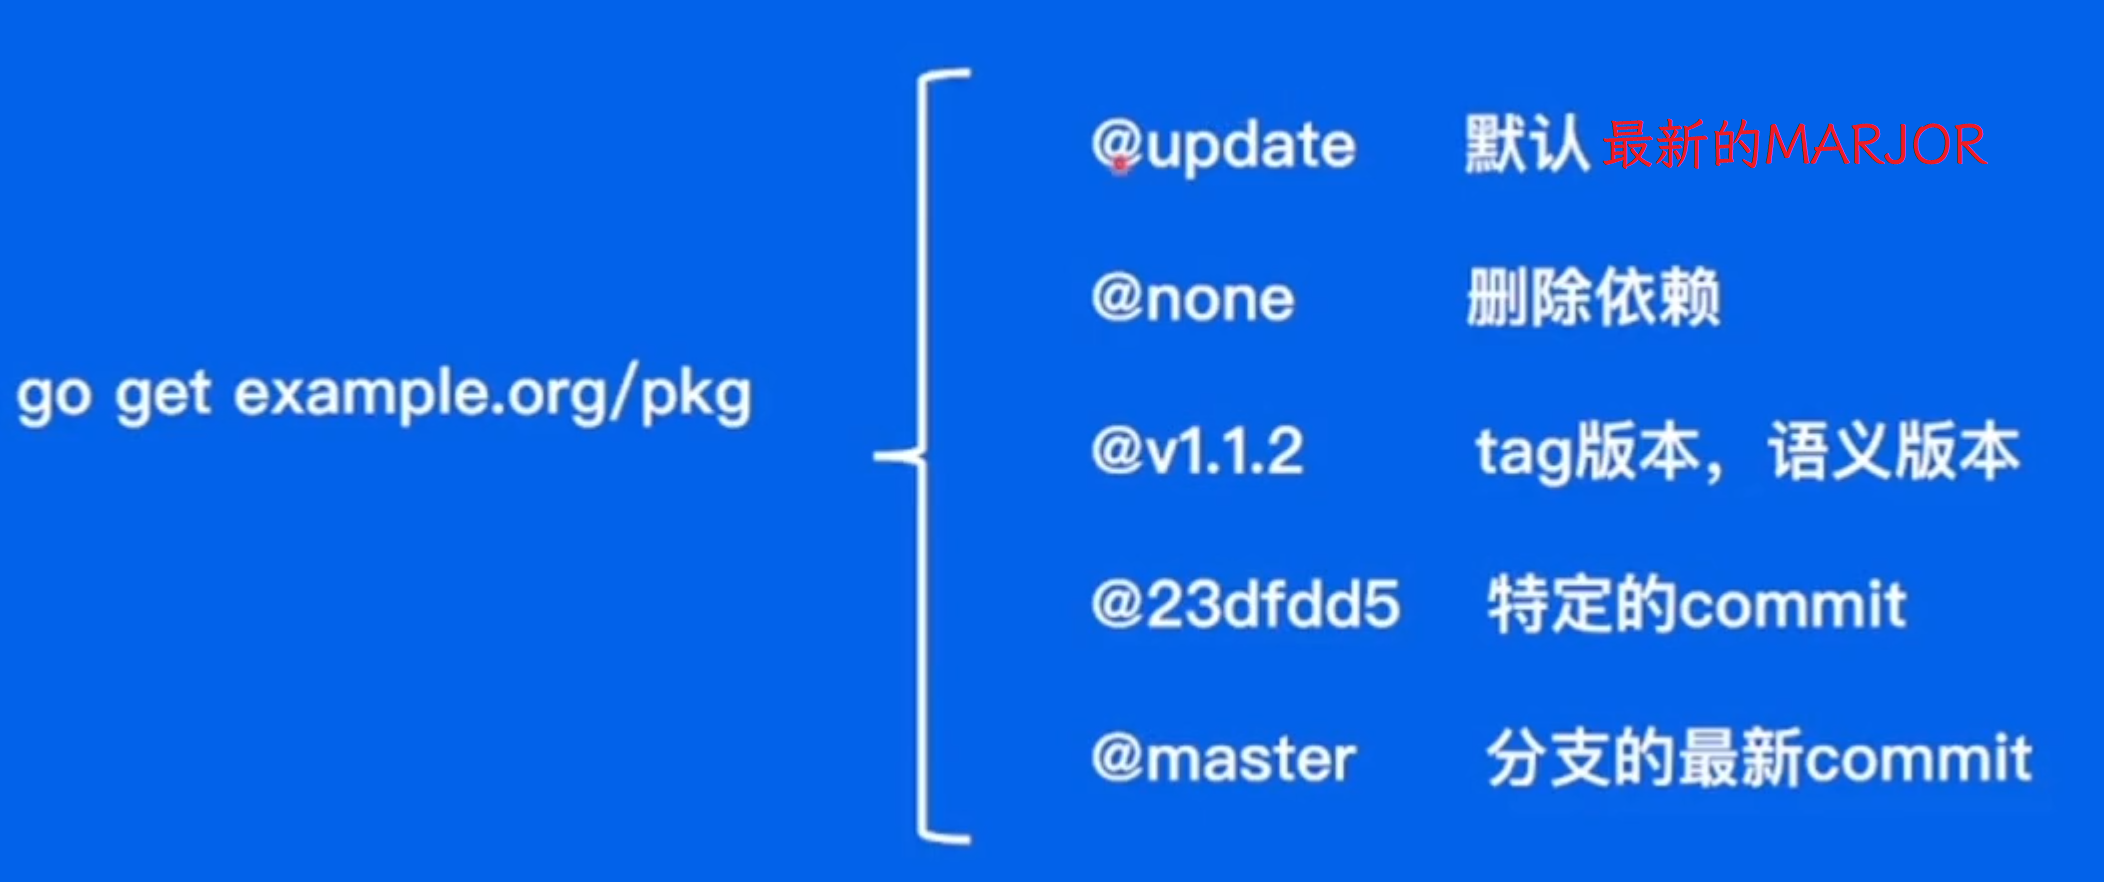 go get example.org/pkg
@update 默认 最新的MARJOR
@none 删除依赖
@v1.1.2 tag版本，语义版本
@23dfdd5 特定的commit
@master 分支的最新commit